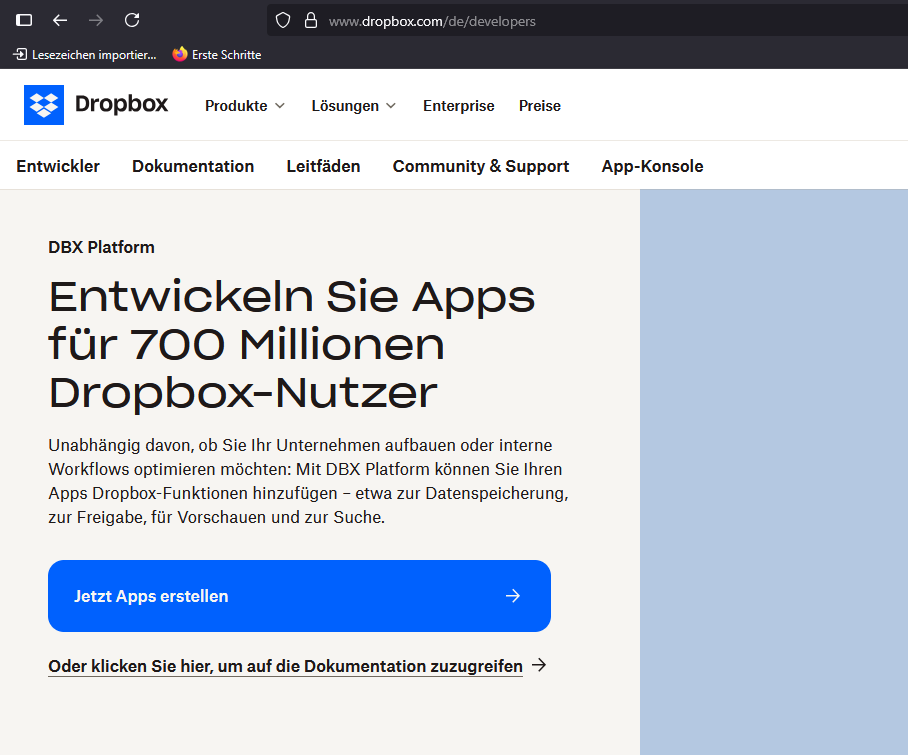 www.dropbox.com/de/developers
Lesezeichen importier... Erste Schritte
Dropbox Produkte Lösungen Enterprise Preise
Entwickler Dokumentation Leitfäden Community & Support App-Konsole
DBX Platform
Entwickeln Sie Apps
für 700 Millionen
Dropbox-Nutzer
Unabhängig davon, ob Sie Ihr Unternehmen aufbauen oder interne
Workflows optimieren möchten: Mit DBX Platform können Sie Ihren
Apps Dropbox-Funktionen hinzufügen – etwa zur Datenspeicherung,
zur Freigabe, für Vorschauen und zur Suche.
Jetzt Apps erstellen
Oder klicken Sie hier, um auf die Dokumentation zuzugreifen